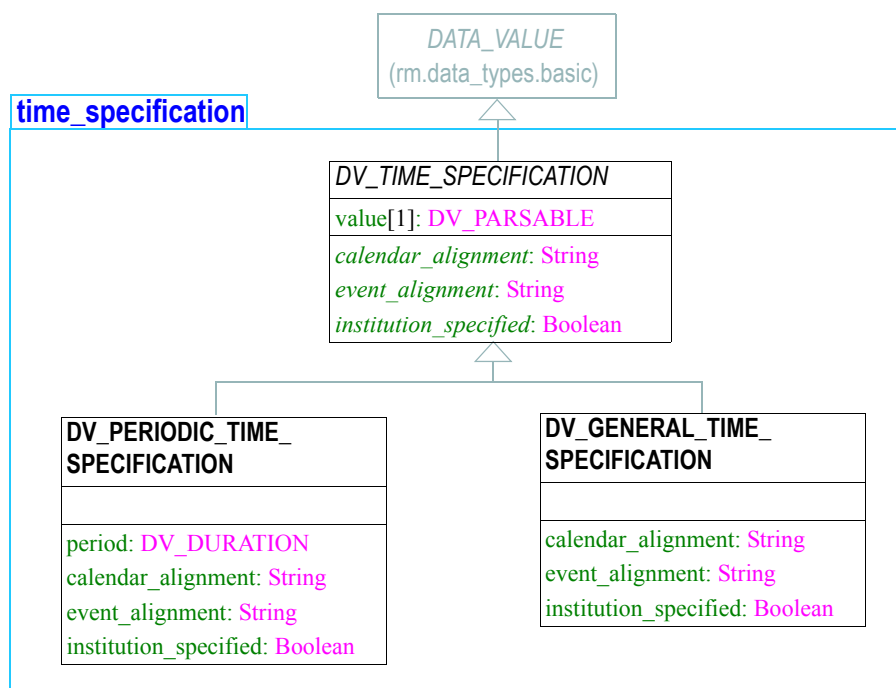 DATA_VALUE
(rm.data_types.basic)
time_specification
DV_TIME_SPECIFICATION
value[1]: DV_PARSABLE
calendar_alignment: String
event_alignment: String
institution_specified: Boolean
DV_PERIODIC_TIME_
SPECIFICATION
period: DV_DURATION
calendar_alignment: String
event_alignment: String
institution_specified: Boolean
DV_GENERAL_TIME_
SPECIFICATION
calendar_alignment: String
event_alignment: String
institution_specified: Boolean